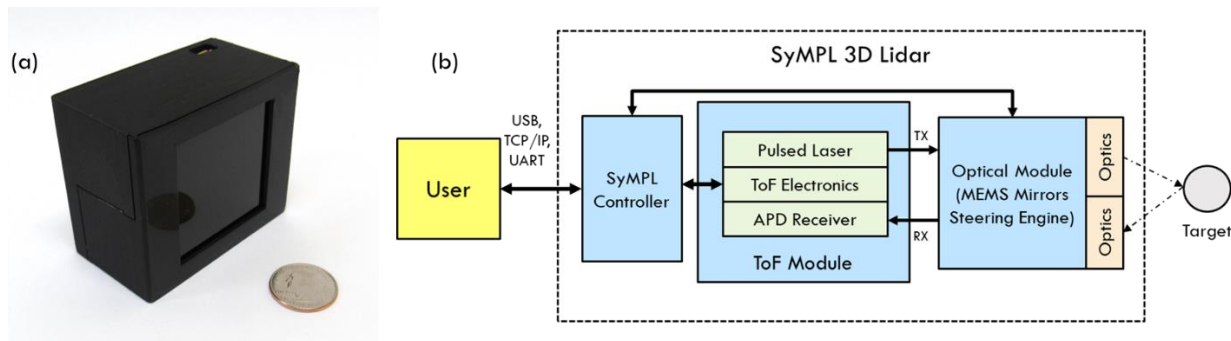 (a)
(b)
SyMPL 3D Lidar
USB,
TCP/IP,
UART
User
SyMPL
Controller
Pulsed Laser
ToF Electronics
APD Receiver
ToF Module
TX
RX
Optical Module
(MEMS Mirrors
Steering Engine)
Optics
Optics
Target